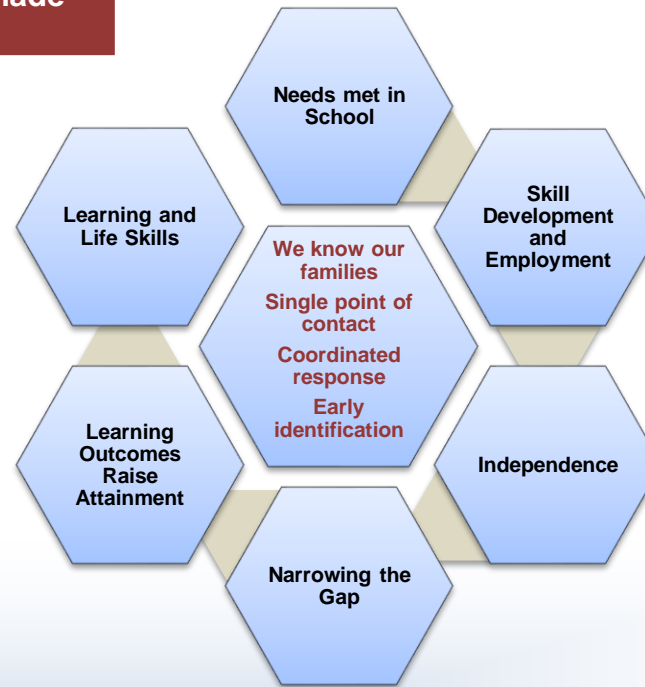 Needs met in
School
Skill
Development
and
Employment
Independence
Narrowing the
Gap
Learning
Outcomes
Raise
Attainment
Learning and
Life Skills
We know our
families
Single point of
contact
Coordinated
response
Early
identification